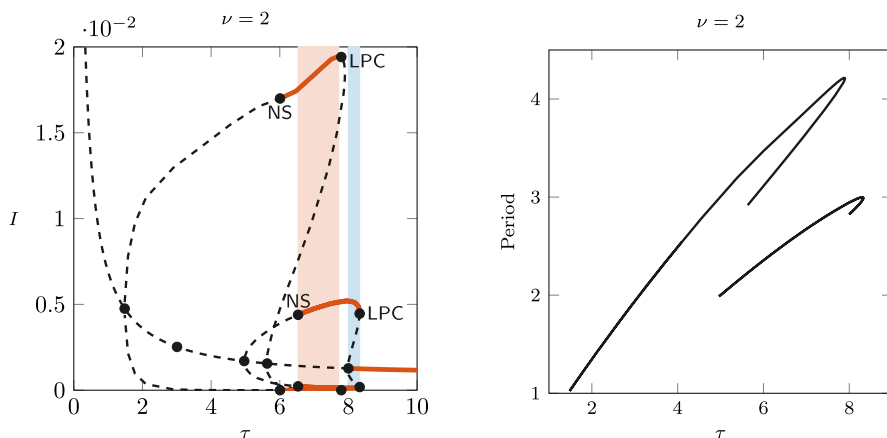 ν = 2
·10⁻²
2
1.5
1
0.5
0
I
NS
LPC
NS
LPC
0 2 4 6 8 10
τ
ν = 2
4
3
2
1
Period
2 4 6 8
τ